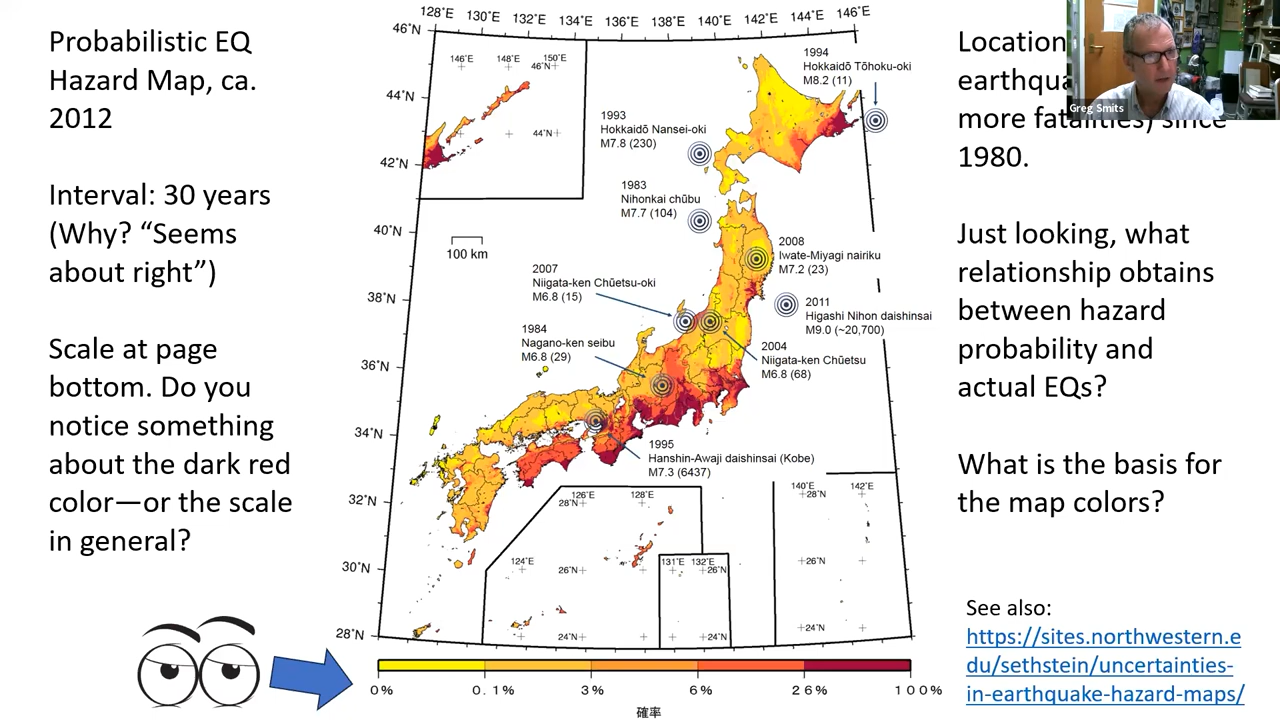 Probabilistic EQ
Hazard Map, ca.
2012
Interval: 30 years
(Why? “Seems
about right”)
Scale at page
bottom. Do you
notice something
about the dark red
color—or the scale
in general?
128°E 130°E 132°E 134°E 136°E 138°E 140°E 142°E 144°E 146°E
46°N
44°N
42°N
40°N
38°N
36°N
34°N
32°N
30°N
28°N
146°E 148°E 150°E
46°N
44°N
100 km
1994
Hokkaidō Tōhoku-oki
M8.2 (11)
1993
Hokkaidō Nansei-oki
M7.8 (230)
1983
Nihonkai chūbu
M7.7 (104)
2008
Iwate-Miyagi nairiku
M7.2 (23)
2007
Niigata-ken Chūetsu-oki
M6.8 (15)
2011
Higashi Nihon daishinsai
M9.0 (~20,700)
1984
Nagano-ken seibu
M6.8 (29)
2004
Niigata-ken Chūetsu
M6.8 (68)
1995
Hanshin-Awaji daishinsai (Kobe)
M7.3 (6437)
126°E 128°E
28°N
124°E
26°N
24°N
131°E 132°E
26°N
24°N
140°E 142°E
28°N
26°N
24°N
0% 0.1% 3% 6% 26% 100%
確率
Greg Smits
Location
earthqua
more fatalities) since
1980.
Just looking, what
relationship obtains
between hazard
probability and
actual EQs?
What is the basis for
the map colors?
See also:
https://sites.northwestern.e
du/sethstein/uncertainties-
in-earthquake-hazard-maps/